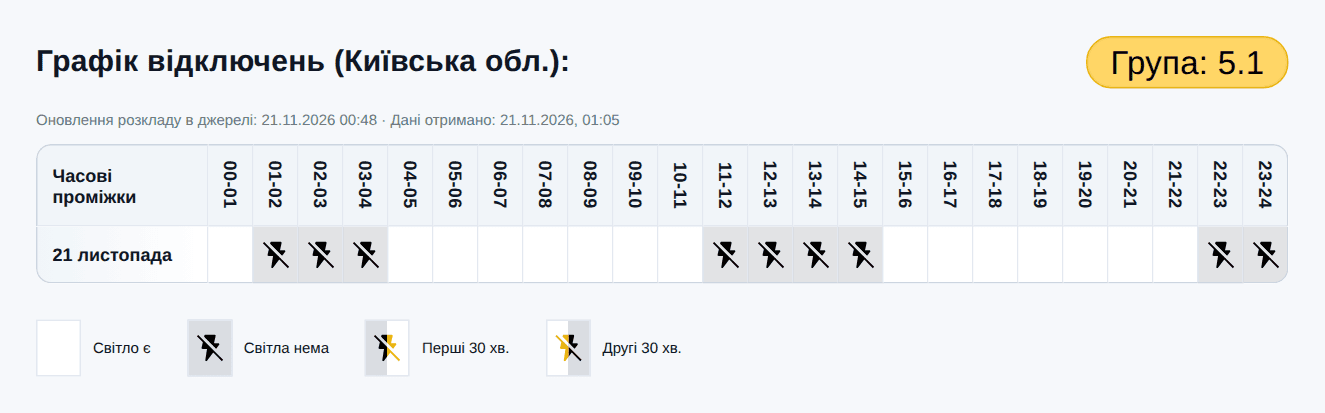 Графік відключень (Київська обл.):
Група: 5.1
Оновлення розкладу в джерелі: 21.11.2026 00:48 · Дані отримано: 21.11.2026, 01:05
Часові
проміжки
00-01
01-02
02-03
03-04
04-05
05-06
06-07
07-08
08-09
09-10
10-11
11-12
12-13
13-14
14-15
15-16
16-17
17-18
18-19
19-20
20-21
21-22
22-23
23-24
21 листопада
Світло є
Світла нема
Перші 30 хв.
Другі 30 хв.